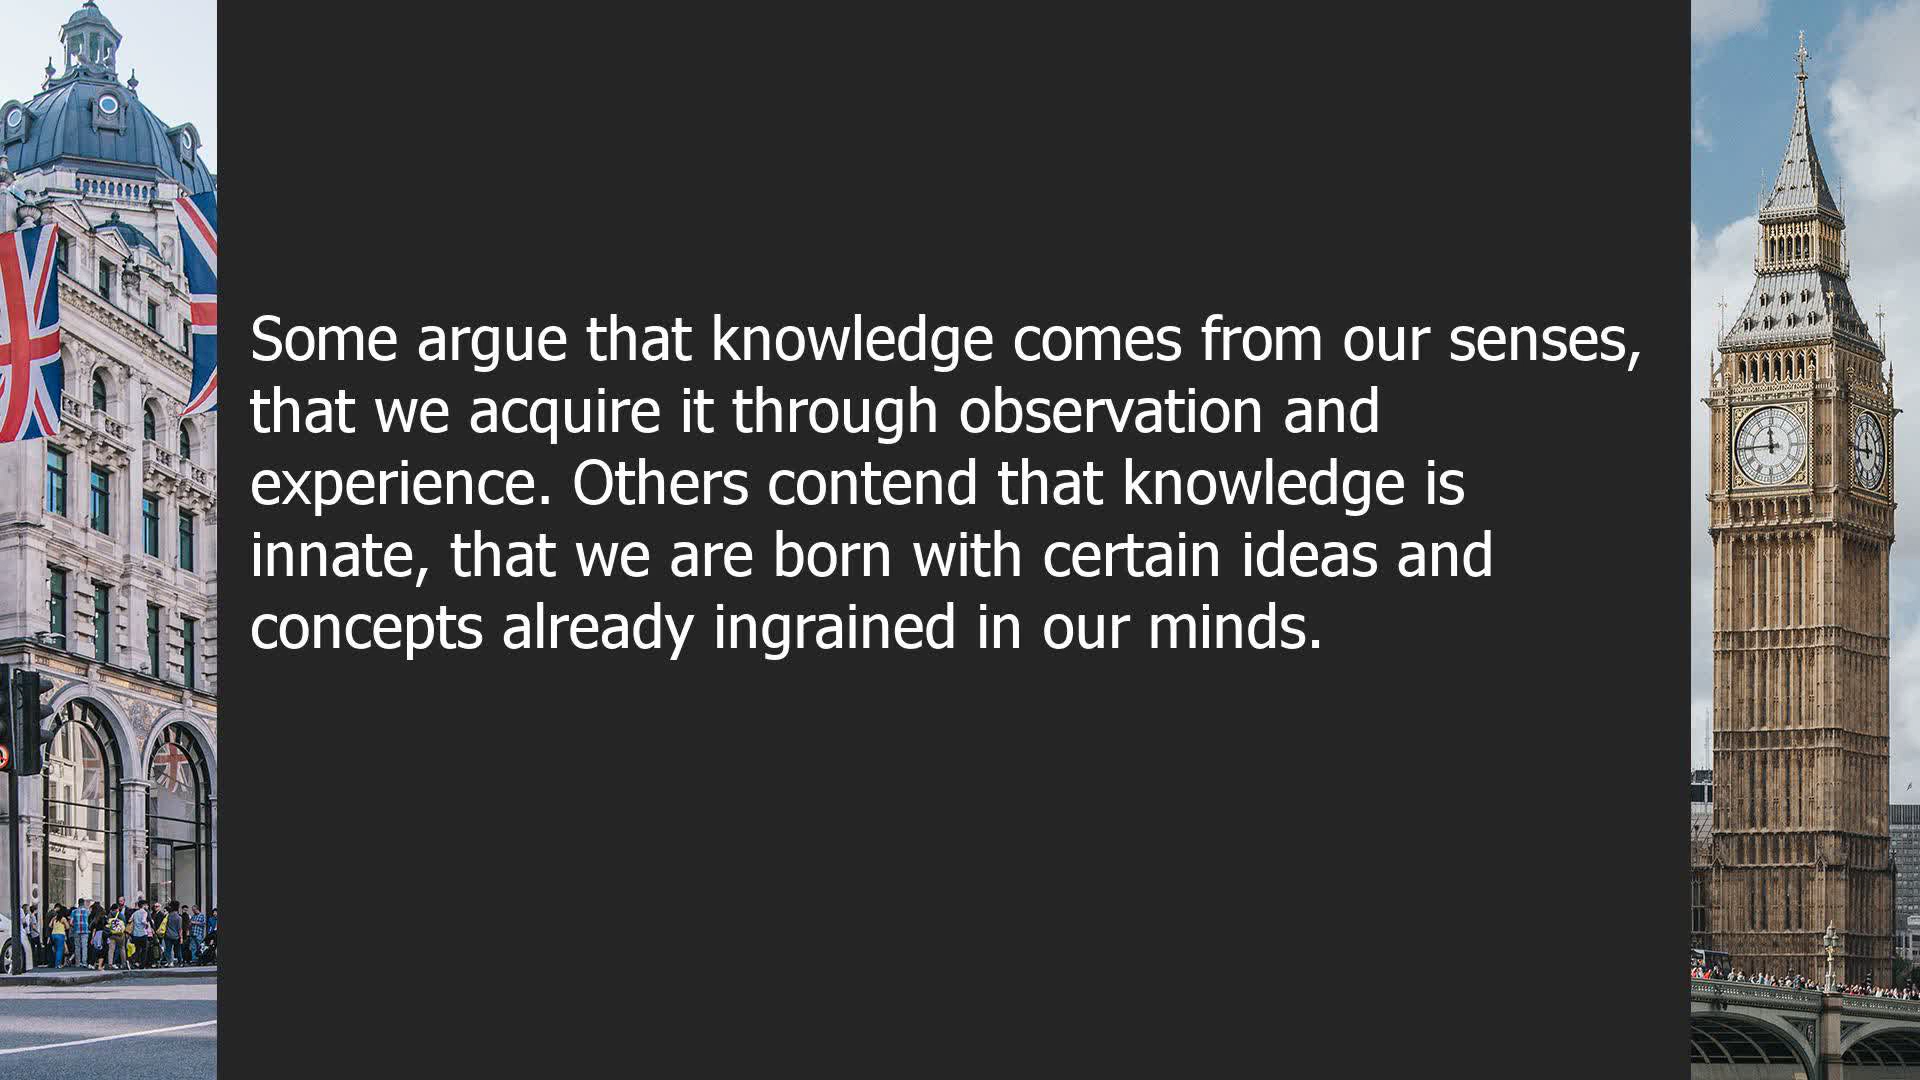 Some argue that knowledge comes from our senses,
that we acquire it through observation and
experience. Others contend that knowledge is
innate, that we are born with certain ideas and
concepts already ingrained in our minds.